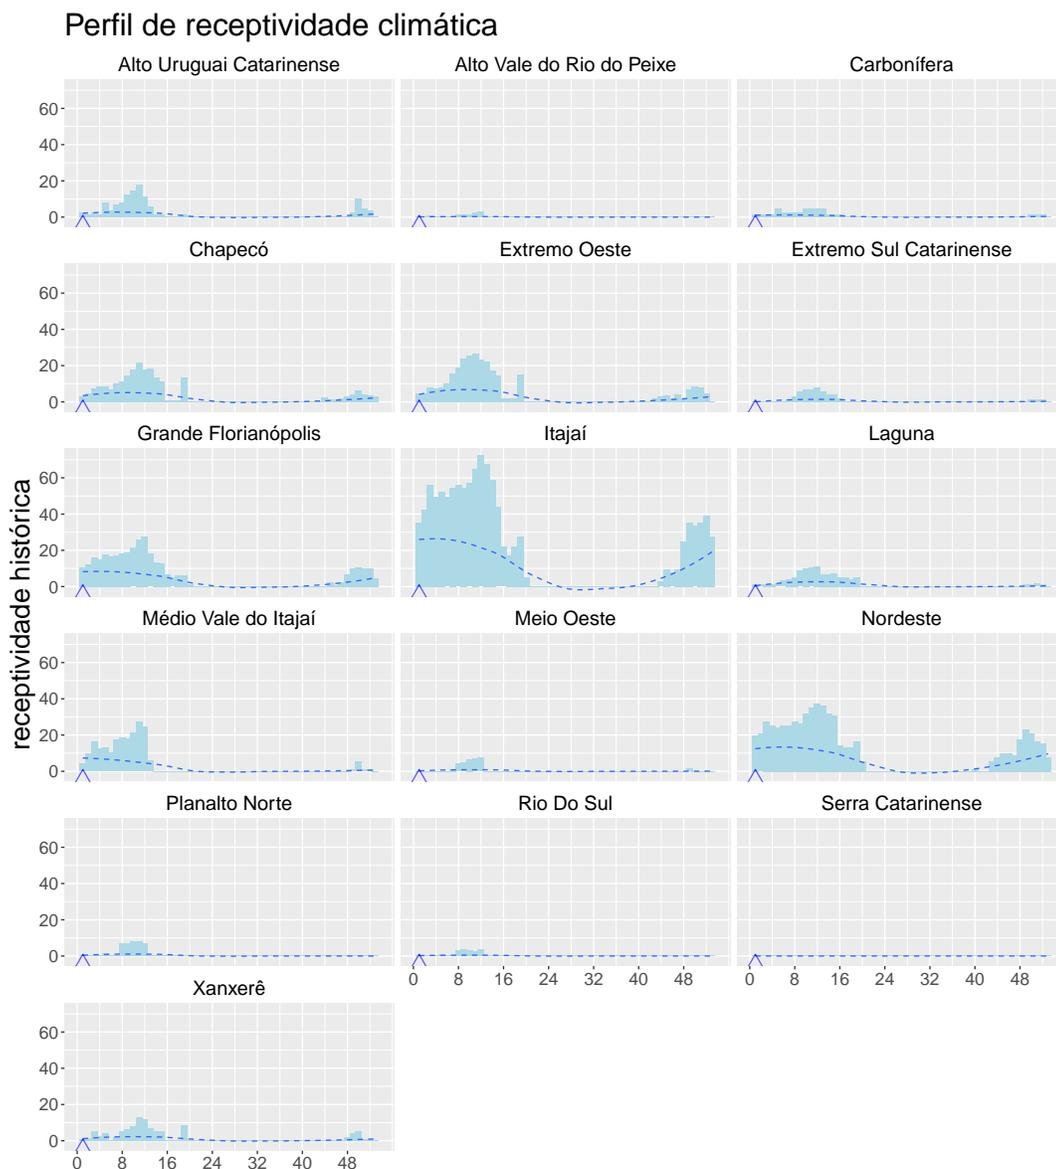 Perfil de receptividade climática
receptividade histórica
Alto Uruguai Catarinense
Alto Vale do Rio do Peixe
Carbonífera
60
40
20
0
Chapecó
Extremo Oeste
Extremo Sul Catarinense
60
40
20
0
Grande Florianópolis
Itajaí
Laguna
60
40
20
0
Médio Vale do Itajaí
Meio Oeste
Nordeste
60
40
20
0
Planalto Norte
Rio Do Sul
Serra Catarinense
60
40
20
0
0 8 16 24 32 40 48
0 8 16 24 32 40 48
Xanxerê
60
40
20
0
0 8 16 24 32 40 48